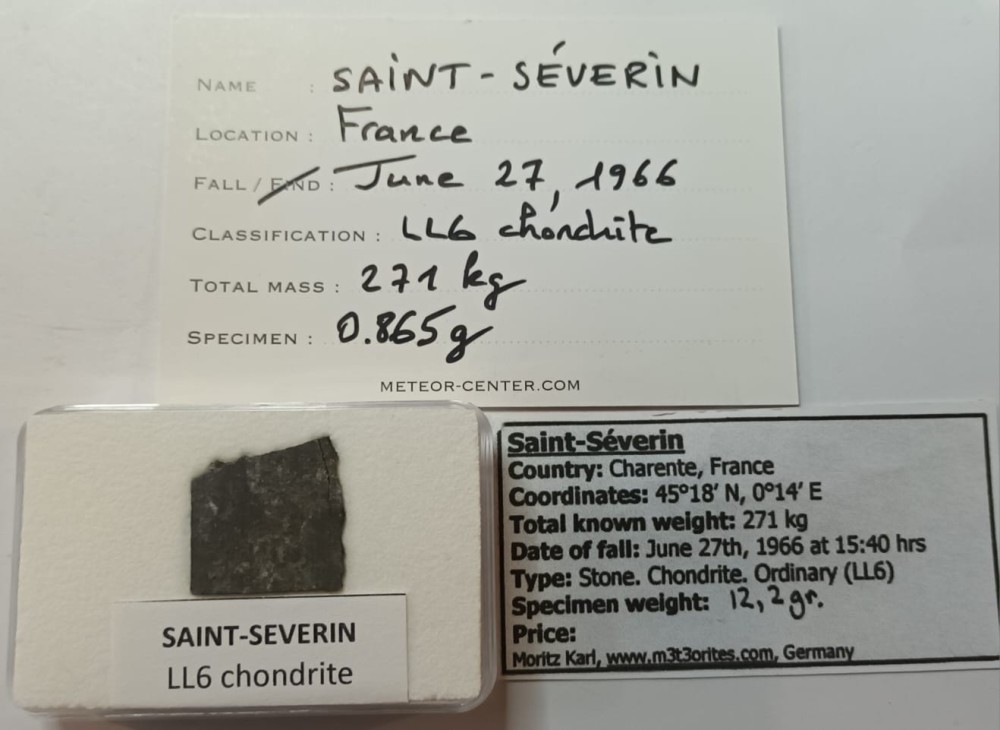 NAME : SAINT-SÉVERIN
LOCATION : France
FALL / FIND : June 27, 1966
CLASSIFICATION : LL6 chondrite
TOTAL MASS : 271 kg
SPECIMEN : 0.865g
METEOR-CENTER.COM
SAINT-SEVERIN
LL6 chondrite
Saint-Séverin
Country: Charente, France
Coordinates: 45°18' N, 0°14' E
Total known weight: 271 kg
Date of fall: June 27th, 1966 at 15:40 hrs
Type: Stone. Chondrite. Ordinary (LL6)
Specimen weight: 12,2gr.
Price:
Moritz Karl, www.m3t3orites.com, Germany